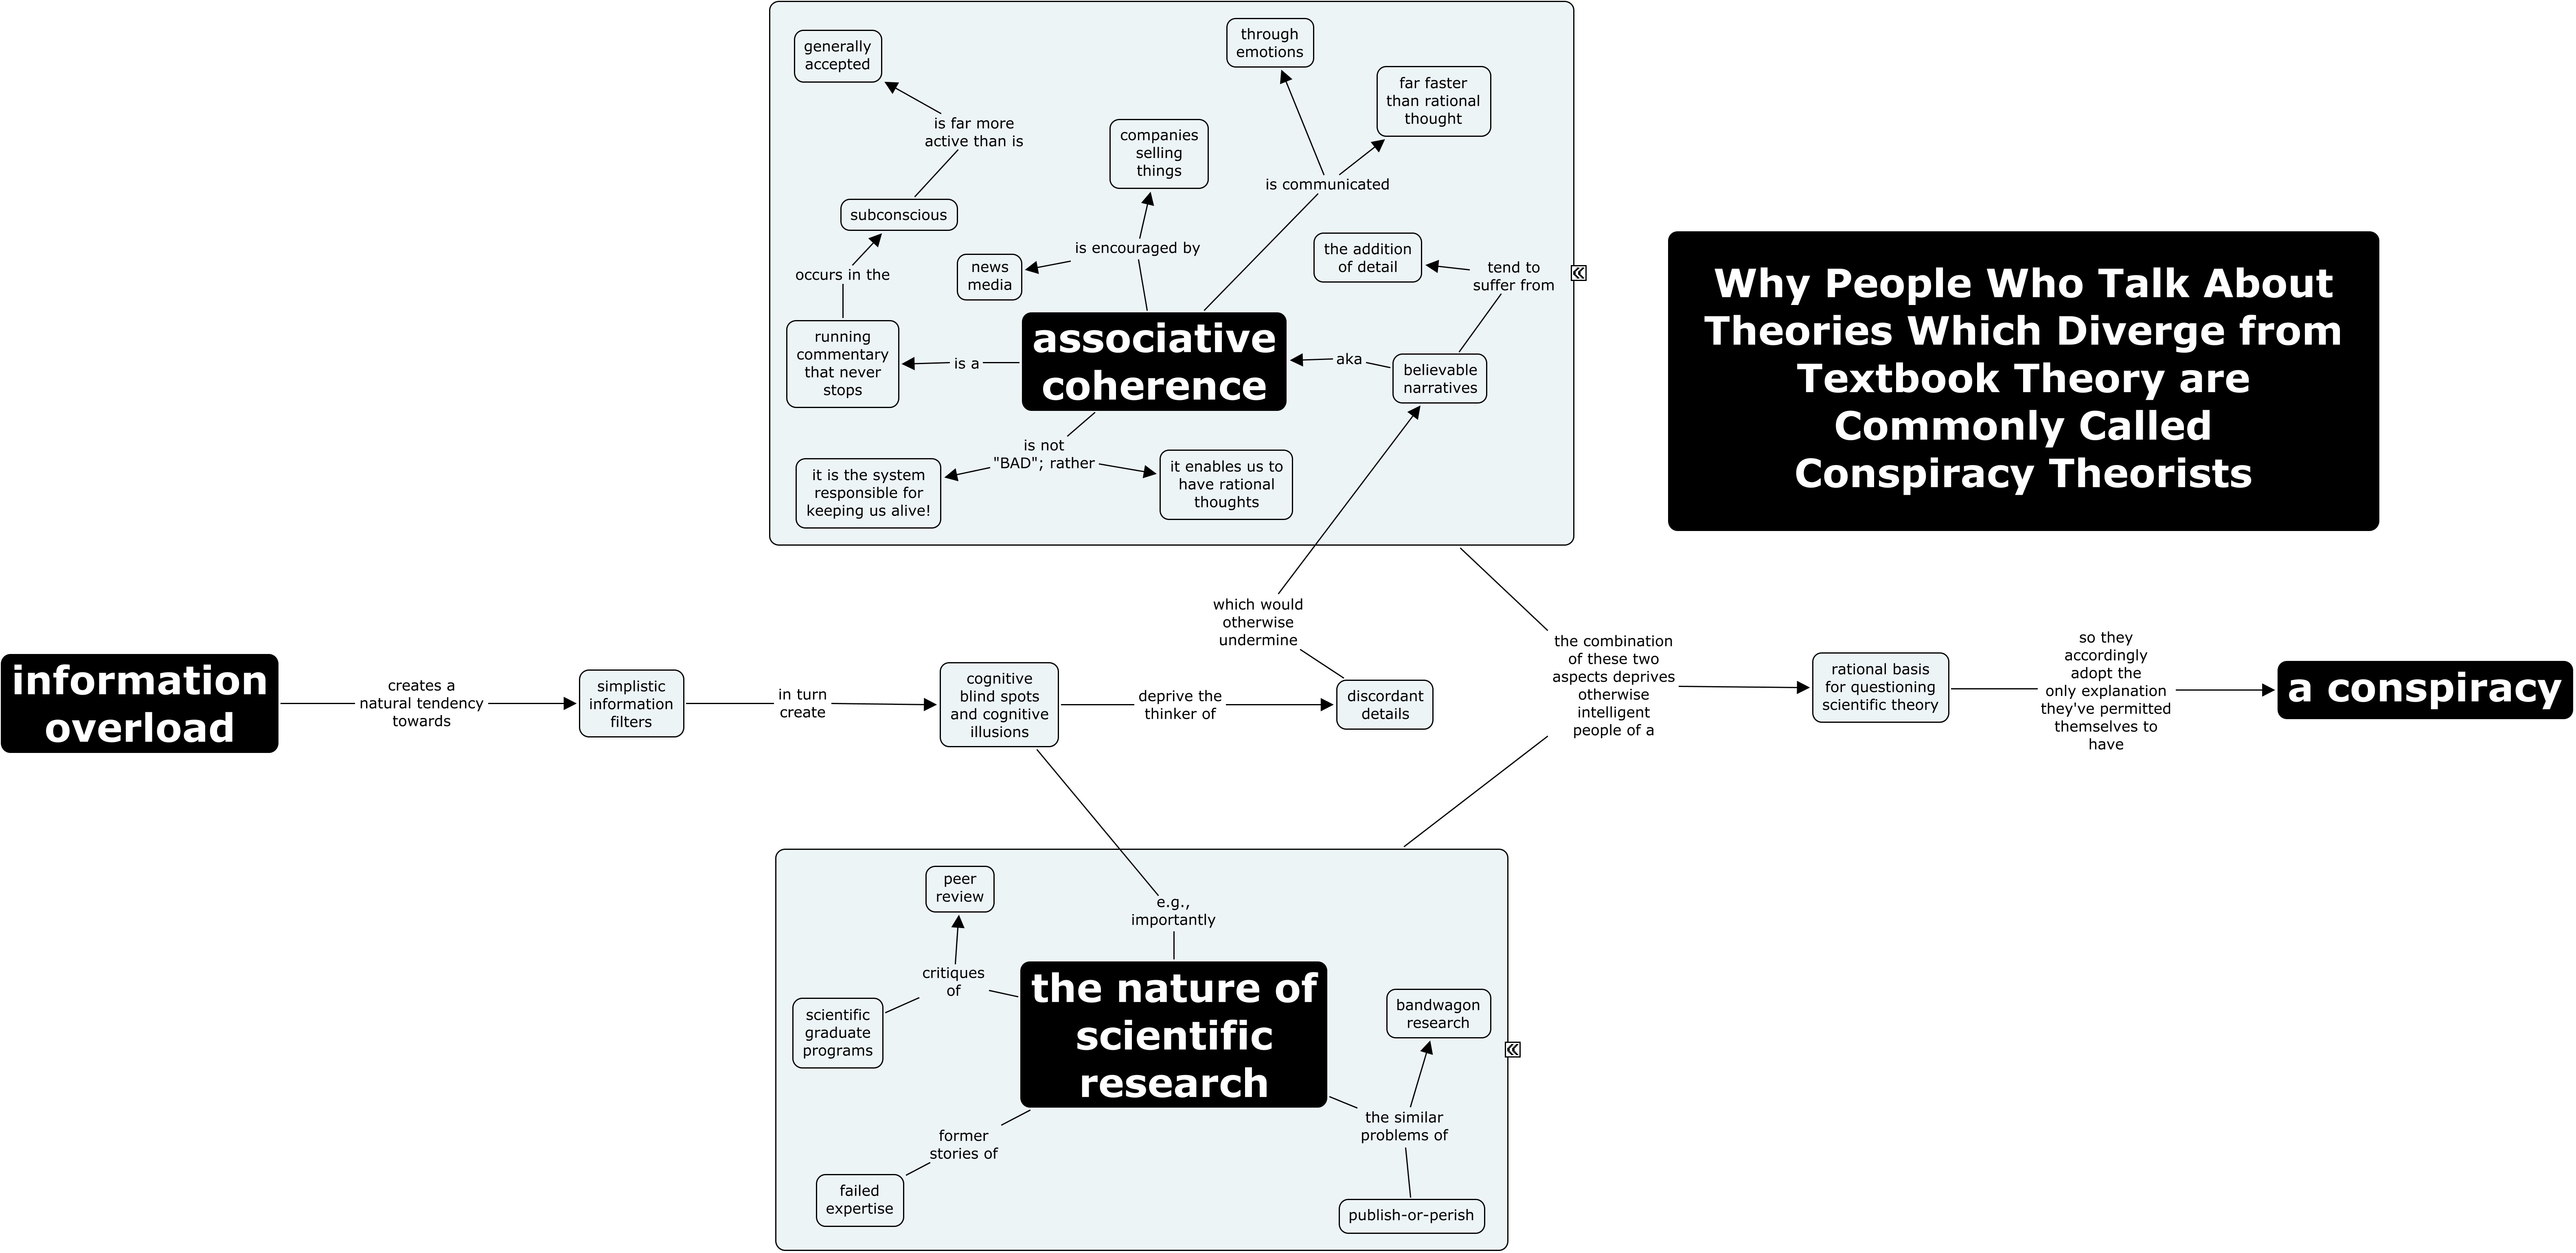 generally
accepted
through
emotions
far faster
than rational
thought
is far more
active than is
companies
selling
things
is communicated
subconscious
is encouraged by
the addition
of detail
tend to
suffer from
occurs in the
news
media
Why People Who Talk About
Theories Which Diverge from
Textbook Theory are
Commonly Called
Conspiracy Theorists
running
commentary
that never
stops
is a
associative
coherence
aka
believable
narratives
is not
"BAD"; rather
it is the system
responsible for
keeping us alive!
it enables us to
have rational
thoughts
which would
otherwise
undermine
information
overload
creates a
natural tendency
towards
simplistic
information
filters
in turn
create
cognitive
blind spots
and cognitive
illusions
deprive the
thinker of
discordant
details
the combination
of these two
aspects deprives
otherwise
intelligent
people of a
rational basis
for questioning
scientific theory
so they
accordingly
adopt the
only explanation
they've permitted
themselves to
have
a conspiracy
peer
review
e.g.,
importantly
critiques
of
scientific
graduate
programs
the nature of
scientific
research
bandwagon
research
the similar
problems of
former
stories of
failed
expertise
publish-or-perish